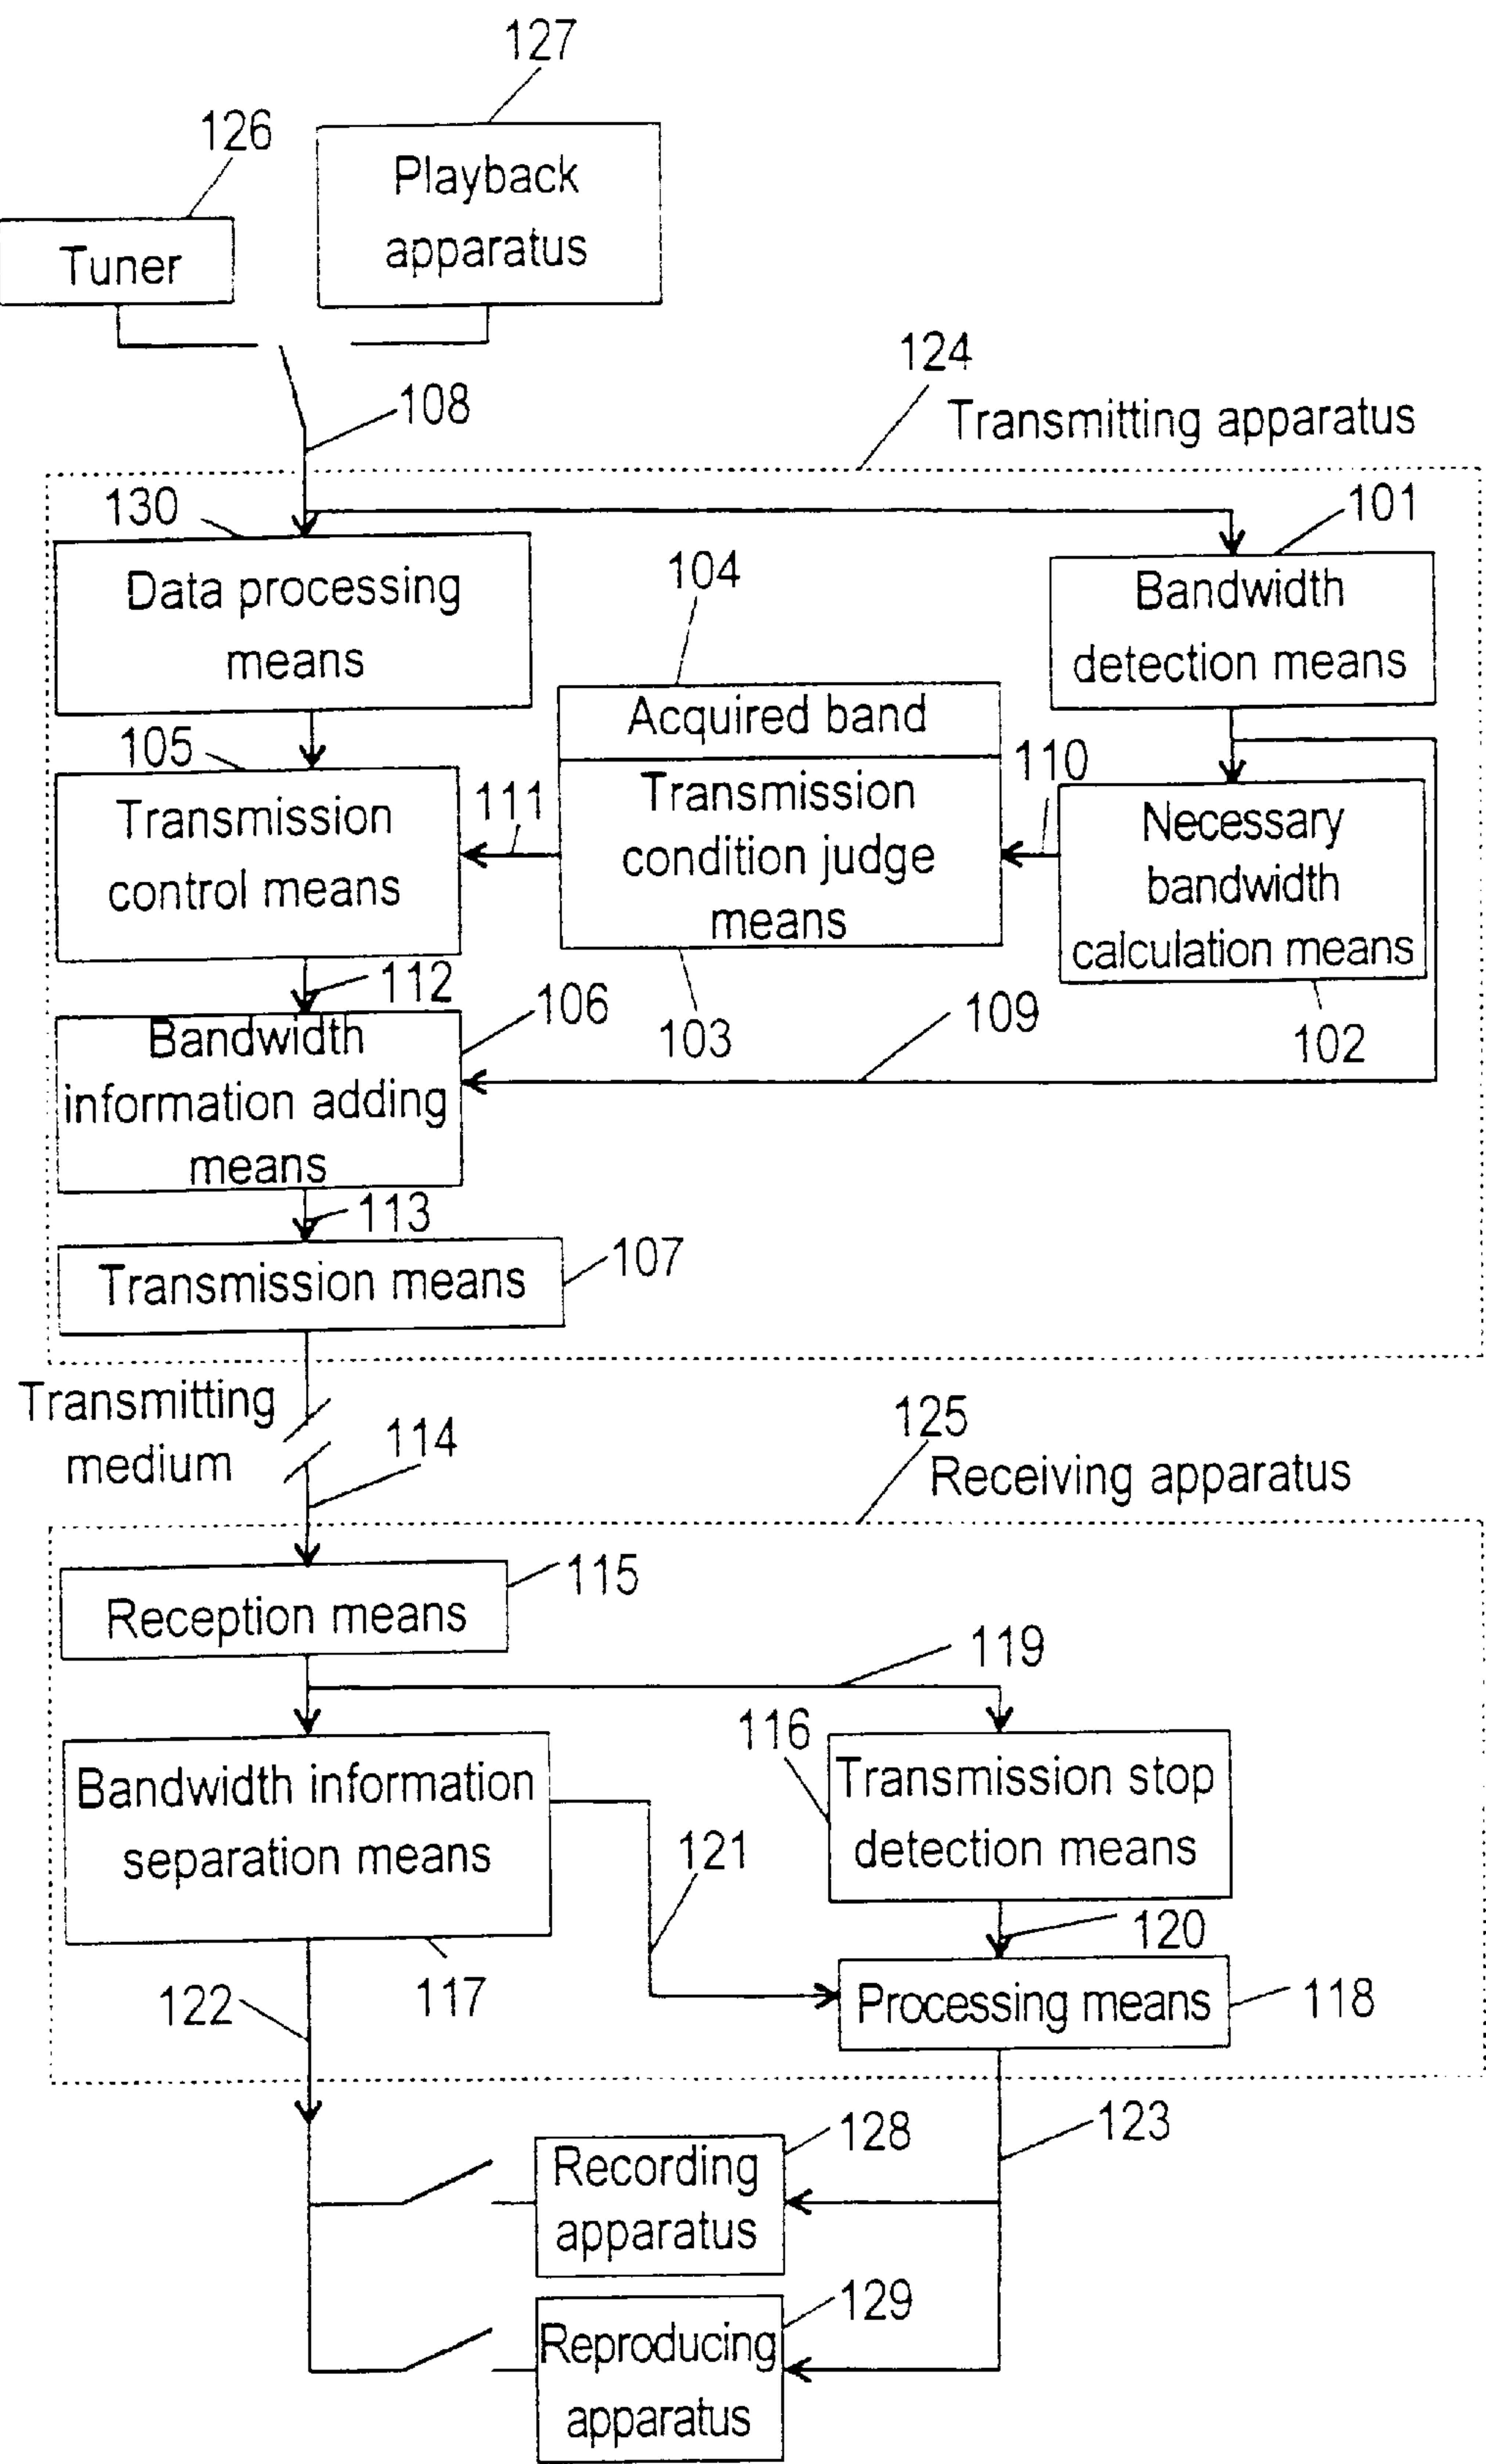 127
126
Playback
apparatus
Tuner
124
108
Transmitting apparatus
130
101
Data processing
means
104
Bandwidth
detection means
Acquired band
105
110
Transmission
control means
111
Transmission
condition judge
means
Necessary
bandwidth
calculation means
112
106
103
109
102
Bandwidth
information adding
means
113
107
Transmission means
Transmitting
medium
114
125
Receiving apparatus
115
Reception means
119
116
Bandwidth information
separation means
Transmission stop
detection means
121
120
122
117
Processing means
118
123
128
Recording
apparatus
129
Reproducing
apparatus